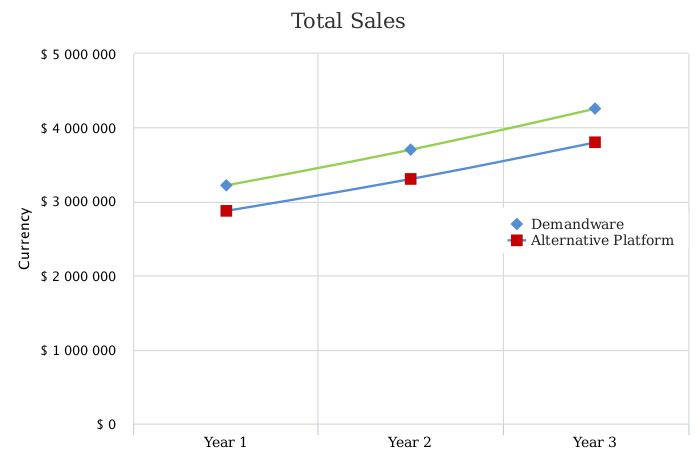 Total Sales
$ 5 000 000
$ 4 000 000
$ 3 000 000
$ 2 000 000
$ 1 000 000
$ 0
Currency
Demandware
Alternative Platform
Year 1
Year 2
Year 3